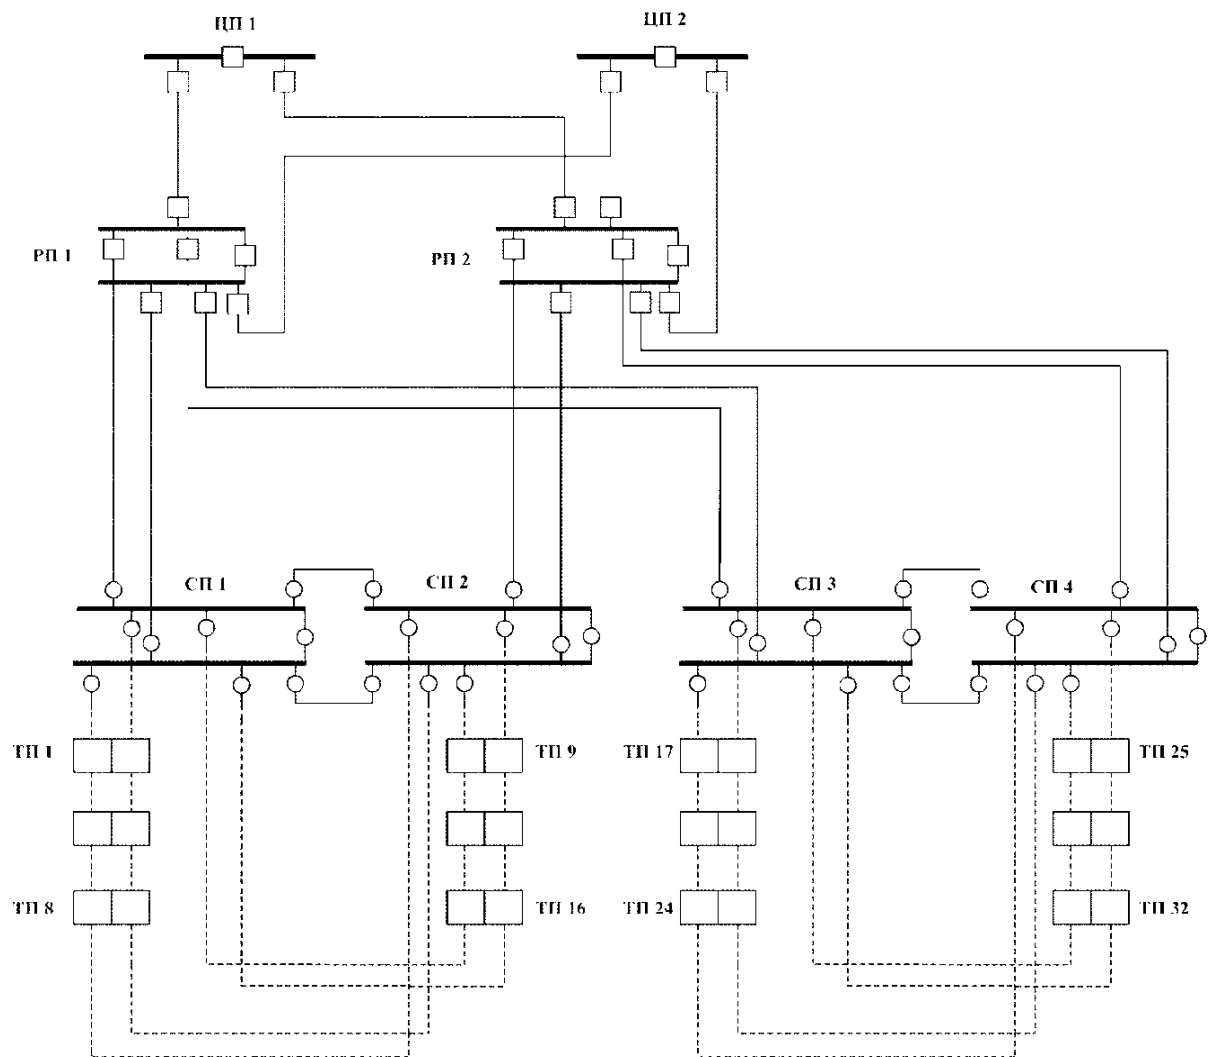 ЦП 1
ЦП 2
РП 1
РП 2
СП 1
СП 2
СП 3
СП 4
ТП 1
ТП 9
ТП 17
ТП 25
ТП 8
ТП 16
ТП 24
ТП 32